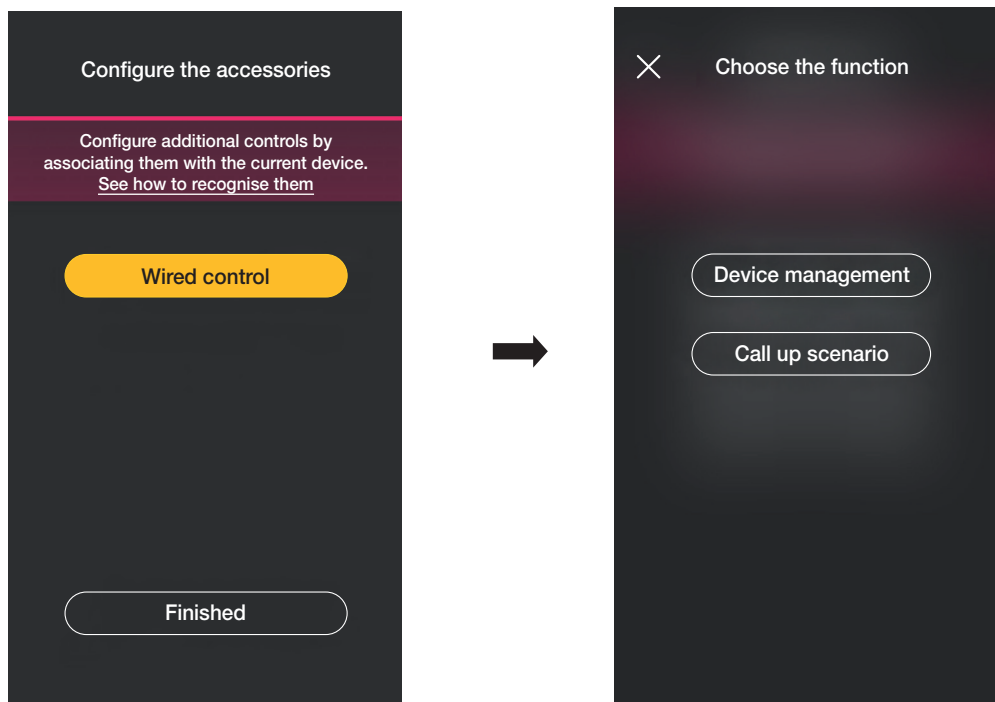 Configure the accessories
Configure additional controls by
associating them with the current device.
See how to recognise them
Wired control
Finished
Choose the function
Device management
Call up scenario